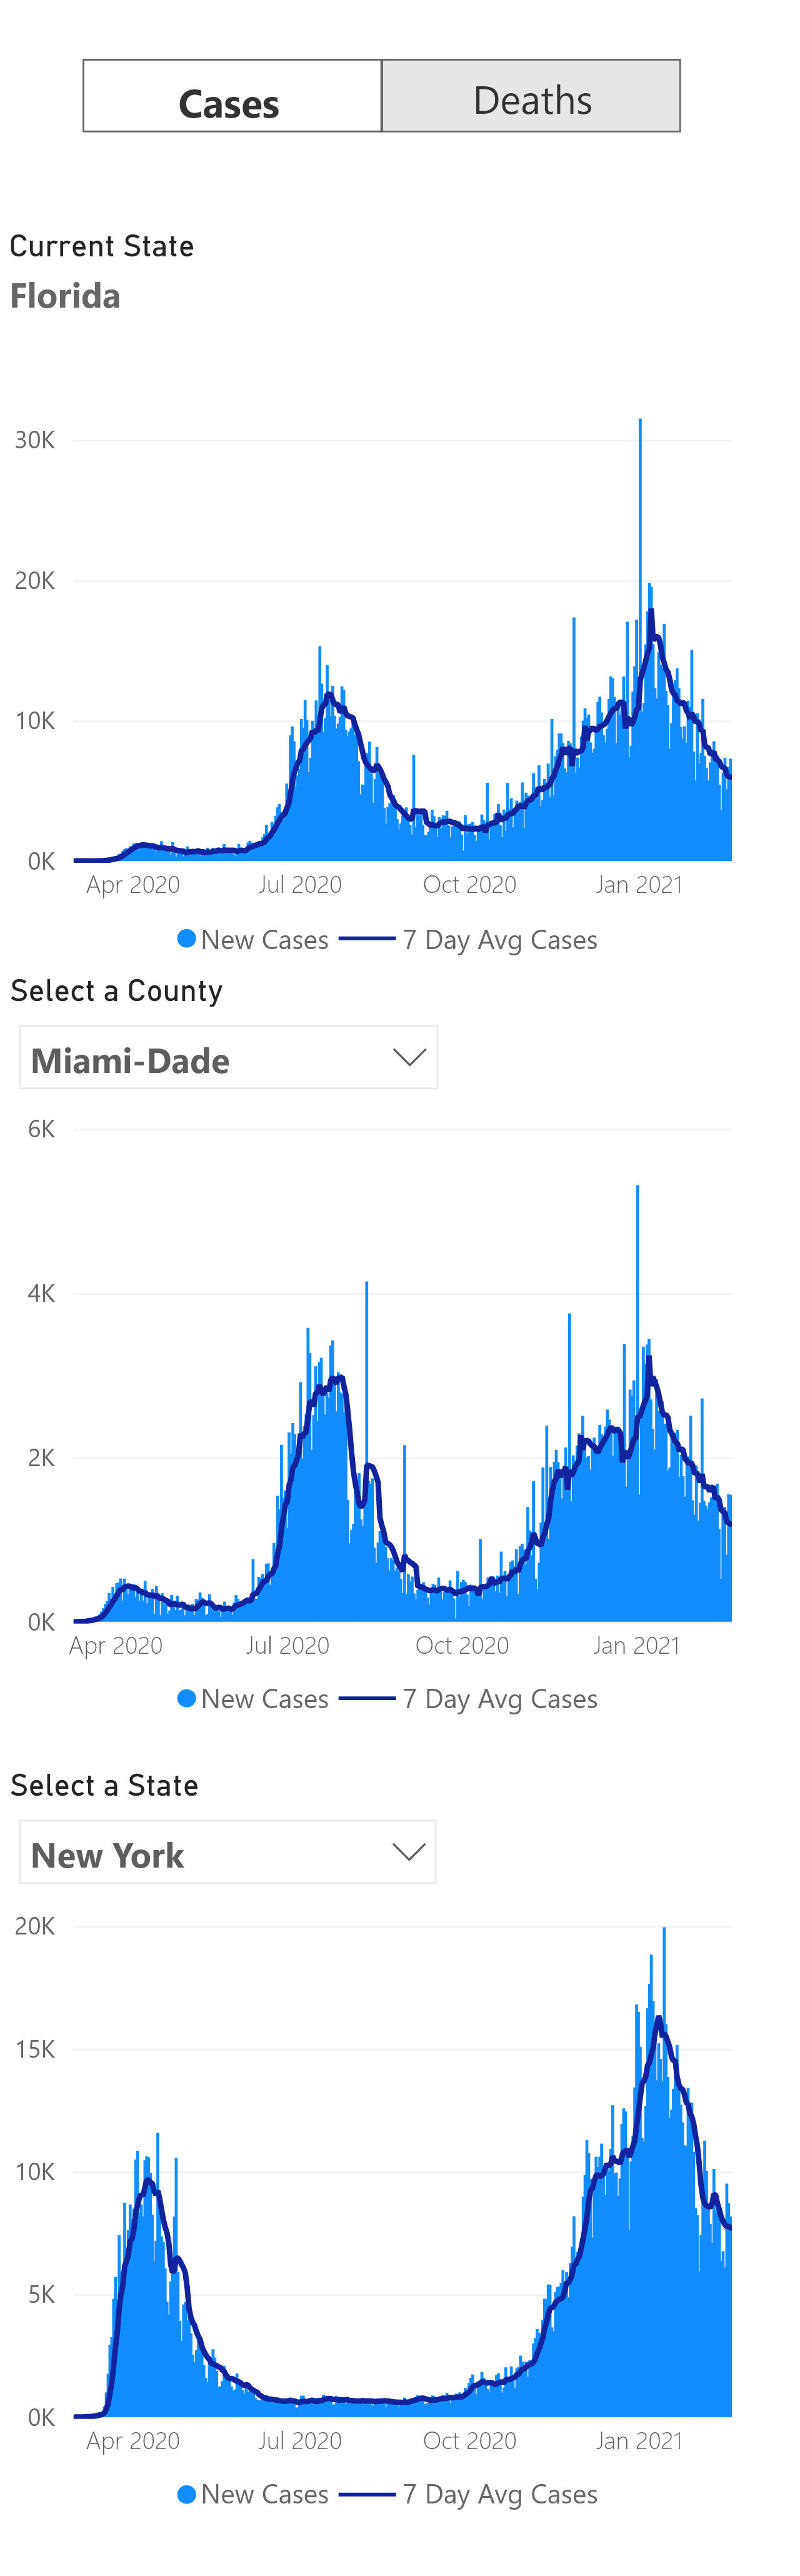 Cases Deaths
Current State
Florida
30K
20K
10K
0K
Apr 2020 Jul 2020 Oct 2020 Jan 2021
New Cases 7 Day Avg Cases
Select a County
Miami-Dade
6K
4K
2K
0K
Apr 2020 Jul 2020 Oct 2020 Jan 2021
New Cases 7 Day Avg Cases
Select a State
New York
20K
15K
10K
5K
0K
Apr 2020 Jul 2020 Oct 2020 Jan 2021
New Cases 7 Day Avg Cases